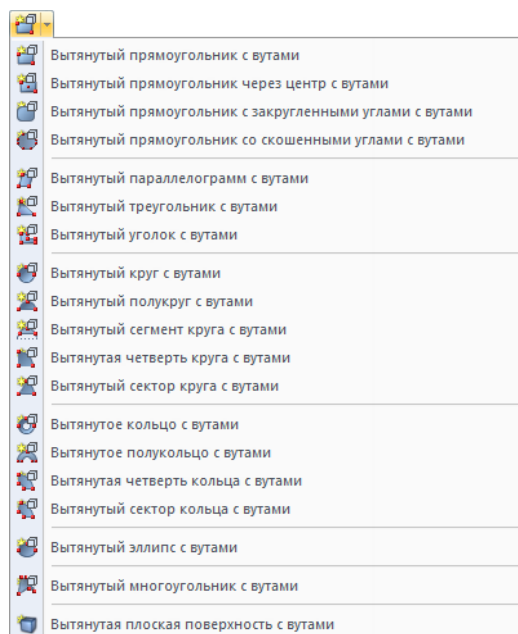 Вытянутый прямоугольник с вутами
Вытянутый прямоугольник через центр с вутами
Вытянутый прямоугольник с закругленными углами с вутами
Вытянутый прямоугольник со скошенными углами с вутами
Вытянутый параллелограмм с вутами
Вытянутый треугольник с вутами
Вытянутый уголок с вутами
Вытянутый круг с вутами
Вытянутый полукруг с вутами
Вытянутый сегмент круга с вутами
Вытянутая четверть круга с вутами
Вытянутый сектор круга с вутами
Вытянутое кольцо с вутами
Вытянутое полукольцо с вутами
Вытянутая четверть кольца с вутами
Вытянутый сектор кольца с вутами
Вытянутый эллипс с вутами
Вытянутый многоугольник с вутами
Вытянутая плоская поверхность с вутами